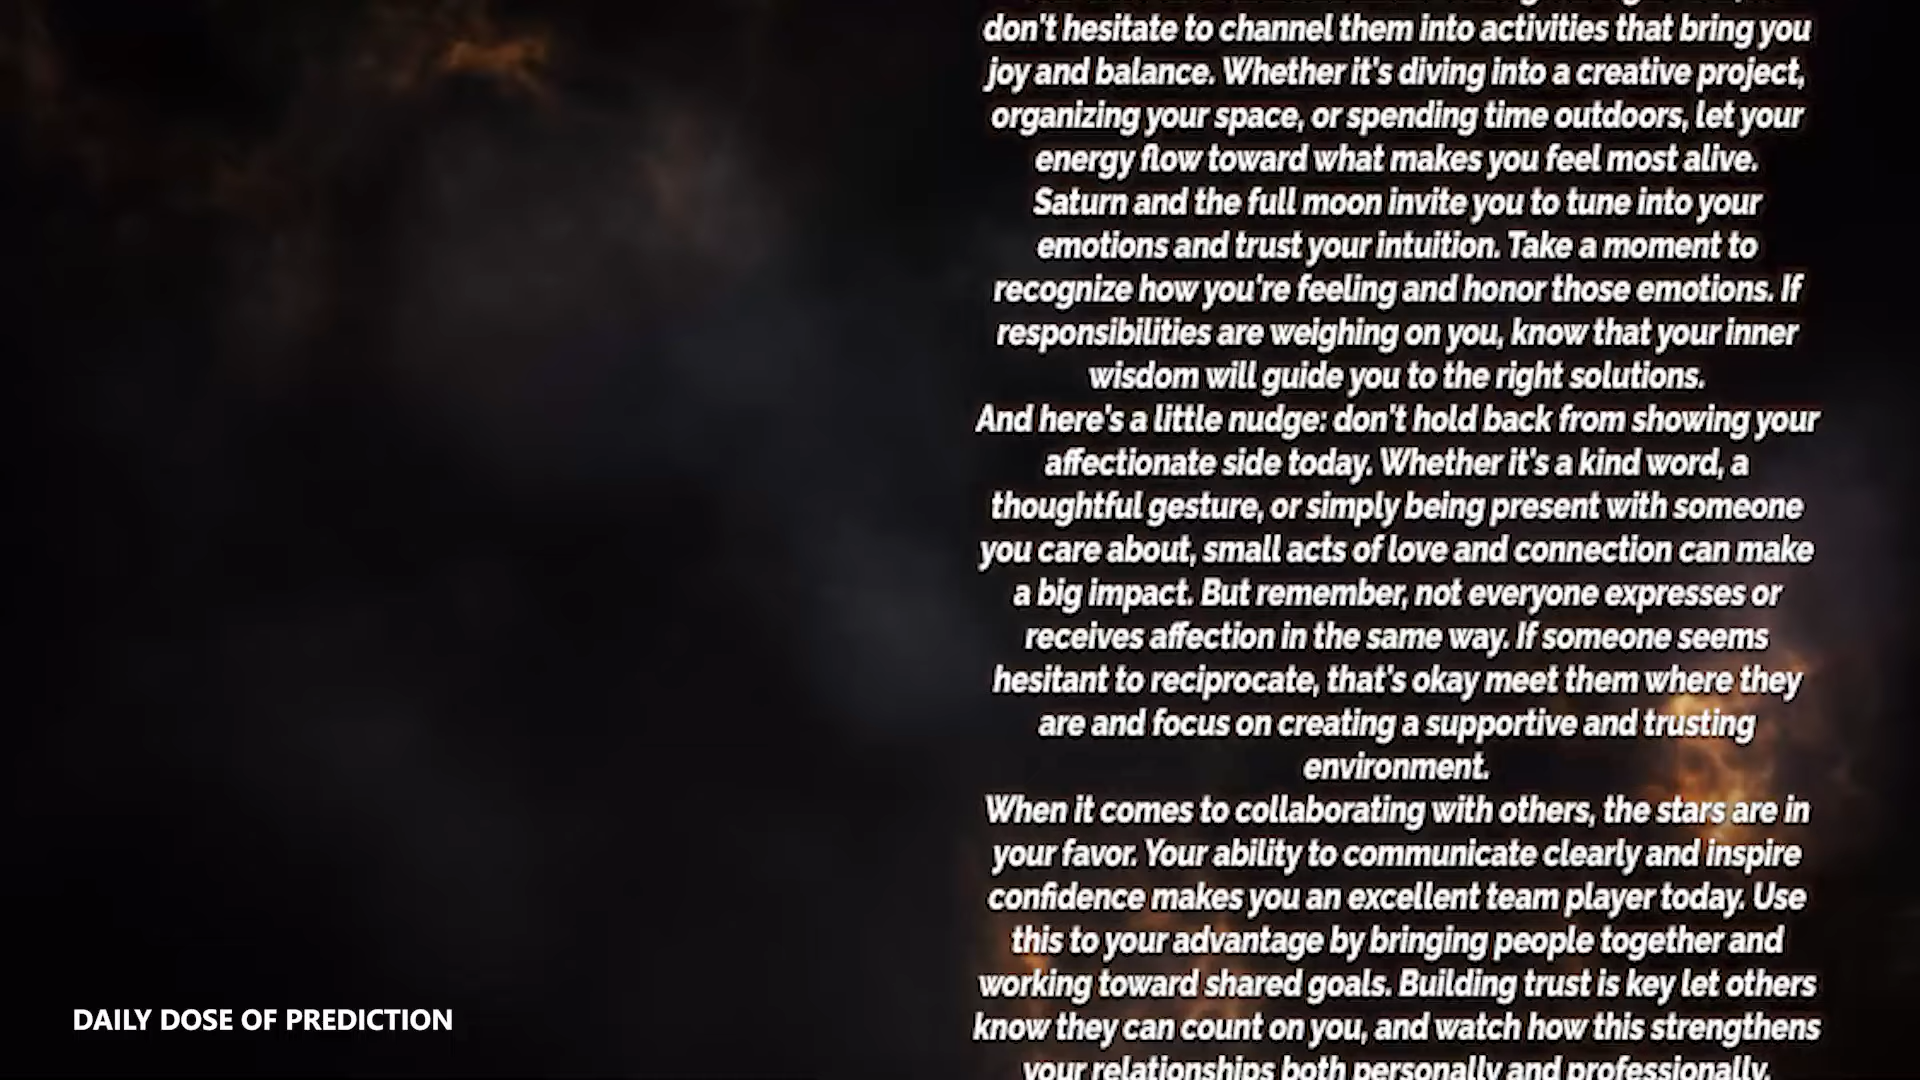 don't hesitate to channel them into activities that bring you
joy and balance. Whether it's diving into a creative project,
organizing your space, or spending time outdoors, let your
energy flow toward what makes you feel most alive.
Saturn and the full moon invite you to tune into your
emotions and trust your intuition. Take a moment to
recognize how you're feeling and honor those emotions. If
responsibilities are weighing on you, know that your inner
wisdom will guide you to the right solutions.
And here's a little nudge: don't hold back from showing your
affectionate side today. Whether it's a kind word, a
thoughtful gesture, or simply being present with someone
you care about, small acts of love and connection can make
a big impact. But remember, not everyone expresses or
receives affection in the same way. If someone seems
hesitant to reciprocate, that's okay meet them where they
are and focus on creating a supportive and trusting
environment.
When it comes to collaborating with others, the stars are in
your favor. Your ability to communicate clearly and inspire
confidence makes you an excellent team player today. Use
this to your advantage by bringing people together and
working toward shared goals. Building trust is key let others
know they can count on you, and watch how this strengthens
your relationships both personally and professionally.
DAILY DOSE OF PREDICTION